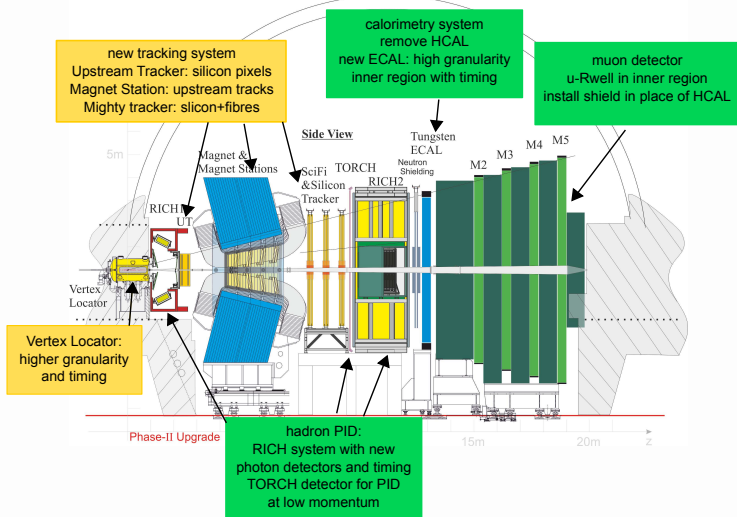 new tracking system
Upstream Tracker: silicon pixels
Magnet Station: upstream tracks
Mighty tracker: slicon+fibres
calorimetry system
remove HCAL
new ECAL: high granularity
inner region with timing
muon detector
u-Rwell in inner region
install shield in place of HCAL
Side View
5m
Magnet &
Magnet Stations
SciFi
&Silicon
Tracker
TORCH
RICH2
Tungsten
ECAL
Neutron
Shielding
M2
M3
M4
M5
RICH1
UT
Vertex
Locator
Vertex Locator:
higher granularity
and timing
Phase-II Upgrade
hadron PID:
RICH system with new
photon detectors and timing
TORCH detector for PID
at low momentum
15m
20m
z